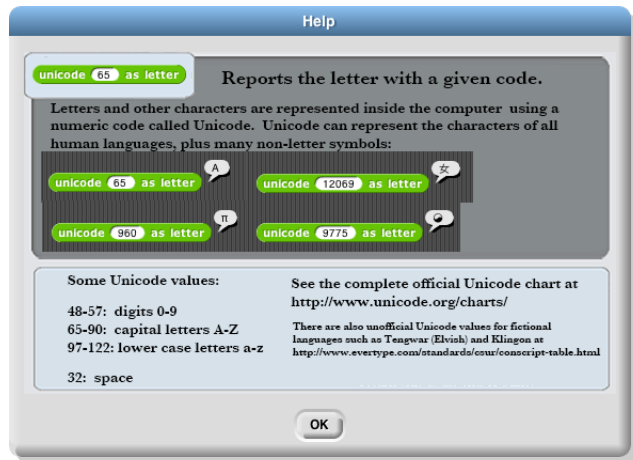 Help
unicode 65 as letter
Reports the letter with a given code.
Letters and other characters are represented inside the computer using a
numeric code called Unicode. Unicode can represent the characters of all
human languages, plus many non-letter symbols:
unicode 65 as letter A
unicode 12069 as letter 女
unicode 960 as letter π
unicode 9775 as letter ☯
Some Unicode values:
48-57: digits 0-9
65-90: capital letters A-Z
97-122: lower case letters a-z
32: space
See the complete official Unicode chart at
http://www.unicode.org/charts/
There are also unofficial Unicode values for fictional
languages such as Tengwar (Elvish) and Klingon at
http://www.evertype.com/standards/csur/conscript-table.html
OK